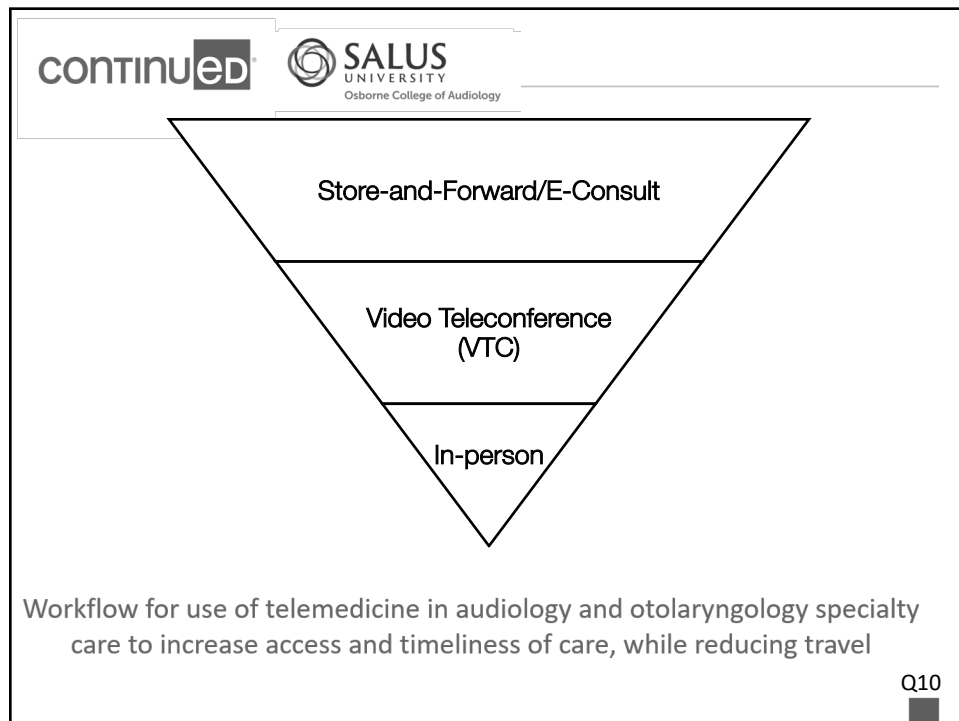 continued®
SALUS
UNIVERSITY
Osborne College of Audiology
Store-and-Forward/E-Consult
Video Teleconference
(VTC)
In-person
Workflow for use of telemedicine in audiology and otolaryngology specialty
care to increase access and timeliness of care, while reducing travel
Q10